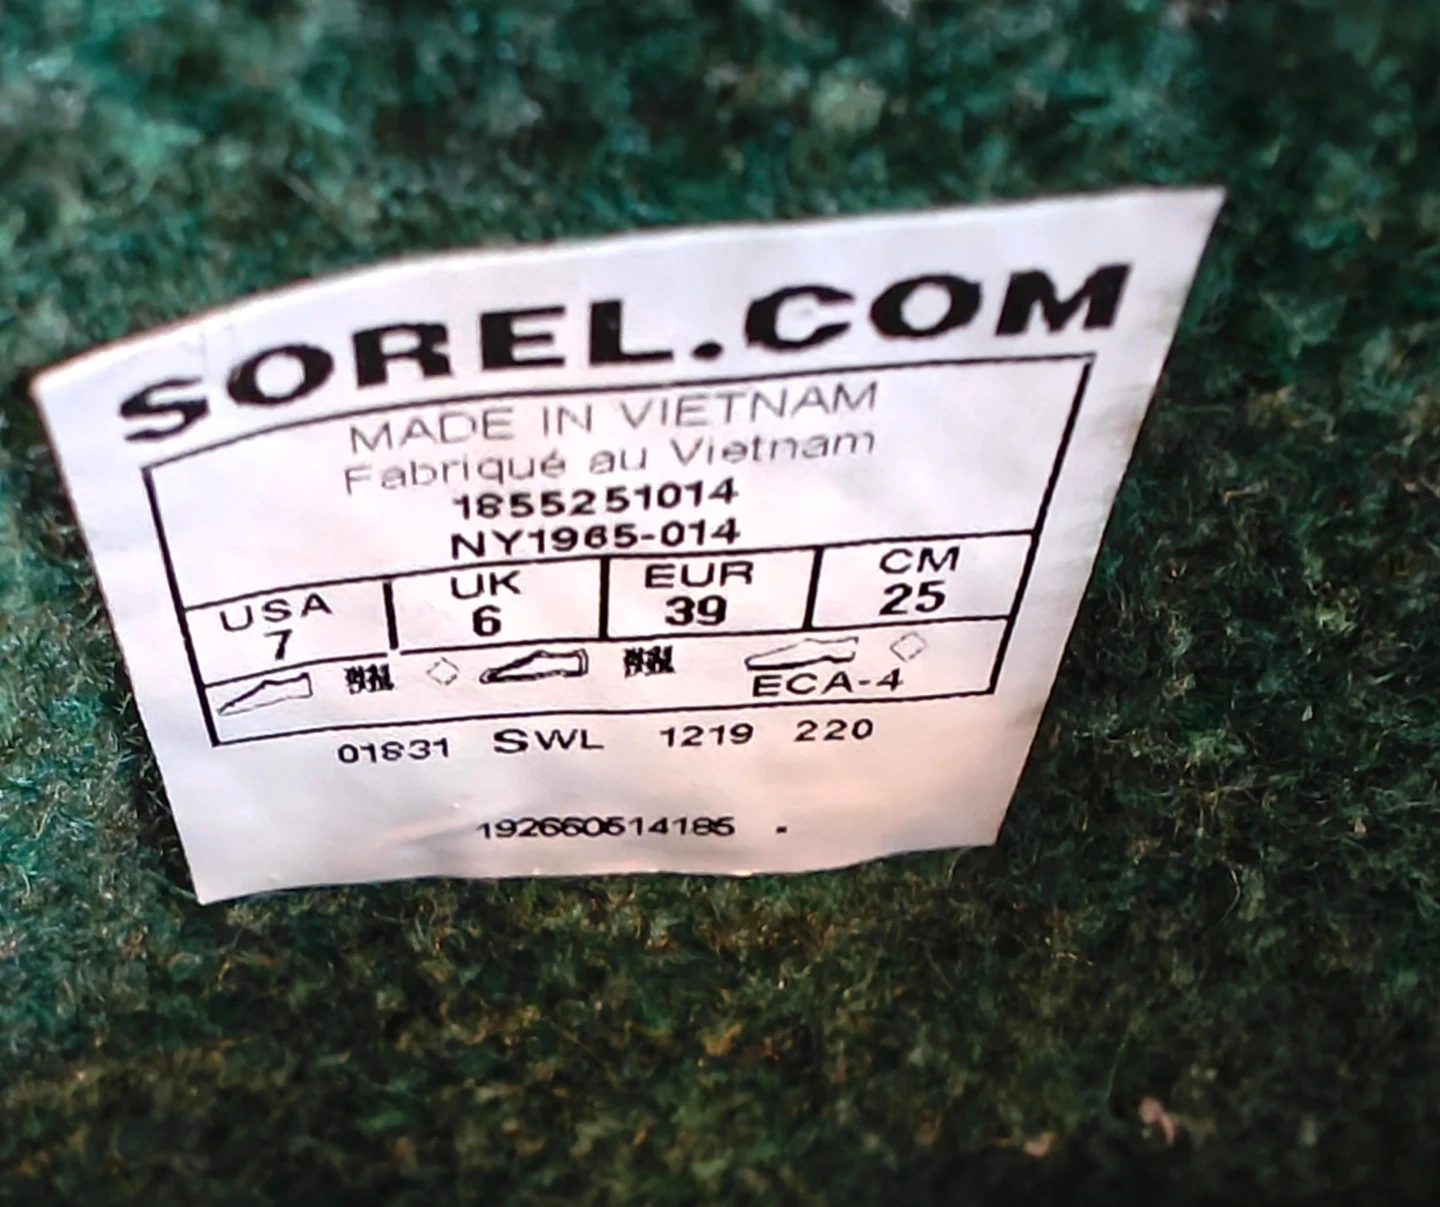 SOREL.COM
MADE IN VIETNAM
Fabriqué au Vietnam
1855251014
NY1965-014
USA UK EUR CM
7 6 39 25
ECA-4
01831 SWL 1219 220
192660514185